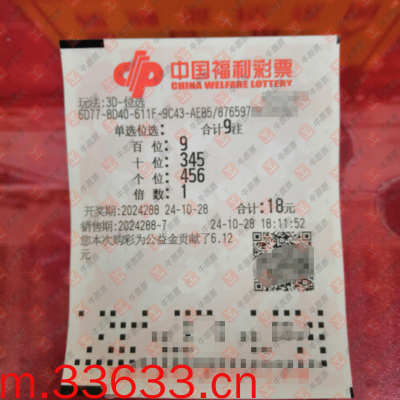 中国福利彩票
CHINA WELFARE LOTTERY
玩法:3D-位选
6D77-8D40-611F-9C43-AEB5/876597
单选位选: 合计9注
百 位: 9
十 位: 345
个 位: 456
倍 数: 1
开奖期:2024288 24-10-28 合计:18元
销售期:2024288-7 24-10-28 18:11:52
您本次购彩为公益金贡献了6.12
元
m.33633.cn